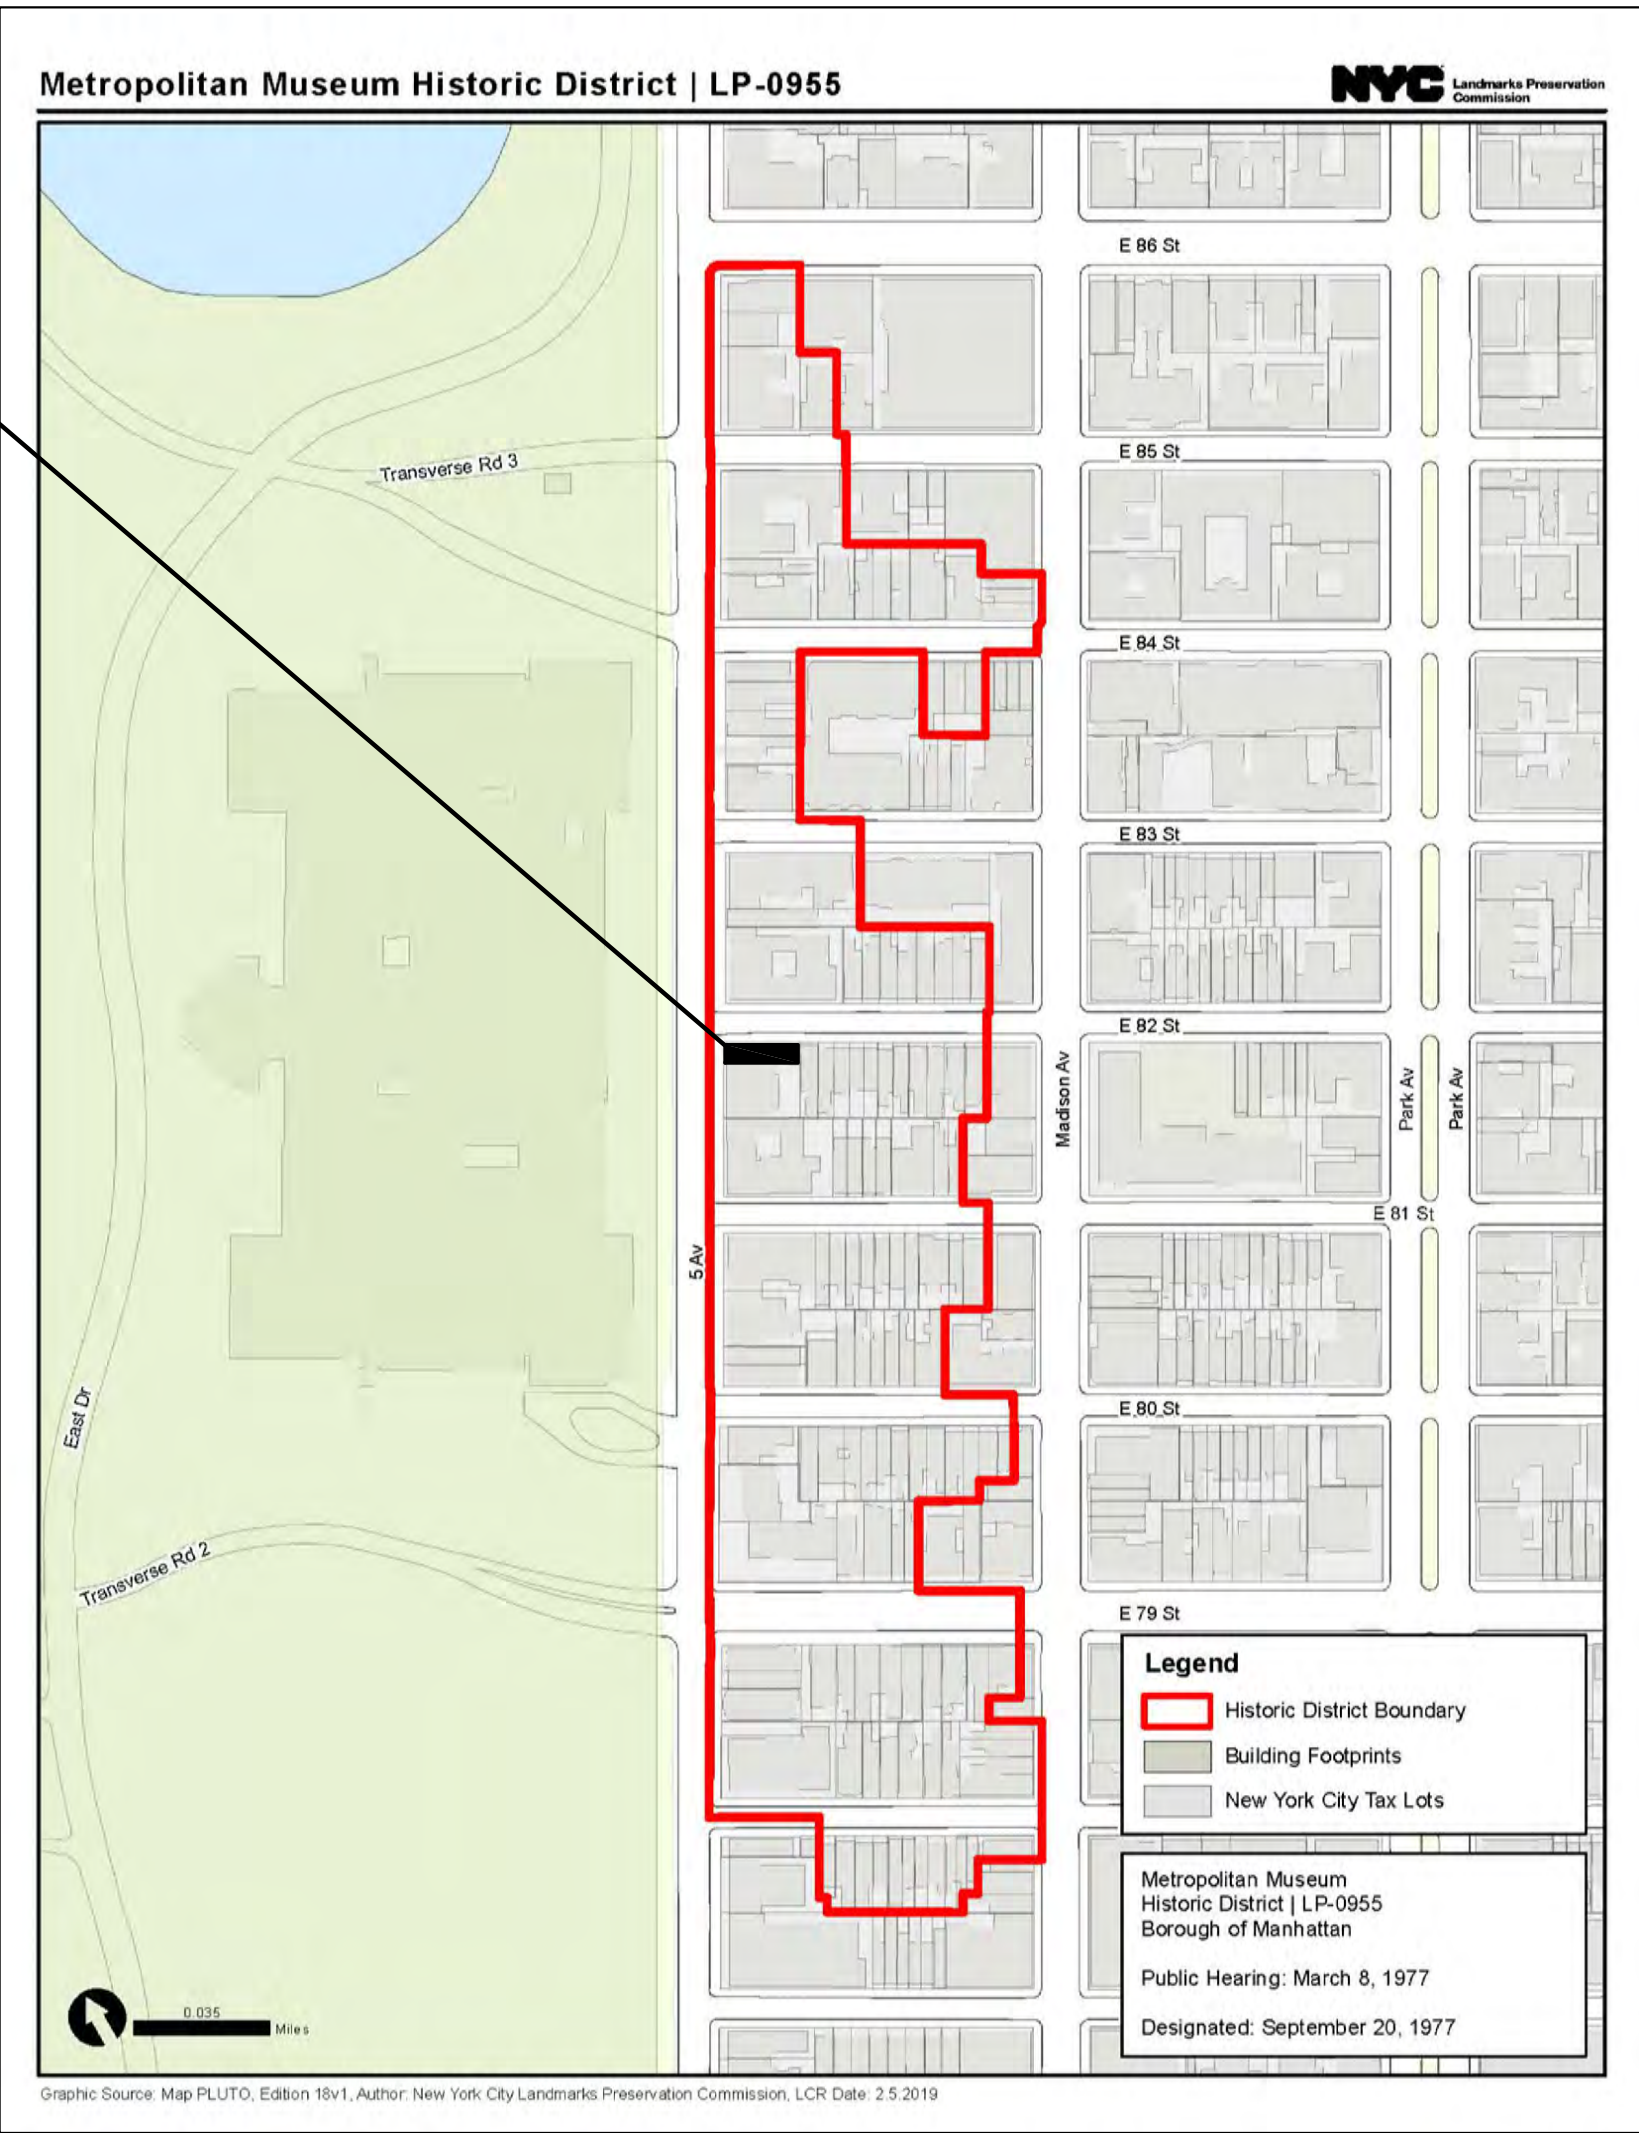 Metropolitan Museum Historic District | LP-0955
NYC Landmarks Preservation
Commission
E 86 St
Transverse Rd 3
E 85 St
E 84 St
E 83 St
E 82 St
Madison Av
Park Av
Park Av
E 81 St
5 Av
East Dr
E 80 St
Transverse Rd 2
E 79 St
Legend
Historic District Boundary
Building Footprints
New York City Tax Lots
Metropolitan Museum
Historic District | LP-0955
Borough of Manhattan
Public Hearing: March 8, 1977
Designated: September 20, 1977
0.035
Miles
Graphic Source: Map PLUTO, Edition 18v1, Author: New York City Landmarks Preservation Commission, LCR Date: 2.5.2019